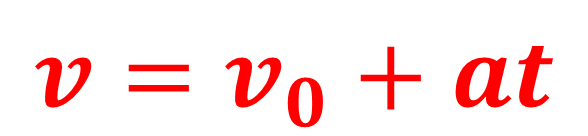 v = v₀ + at